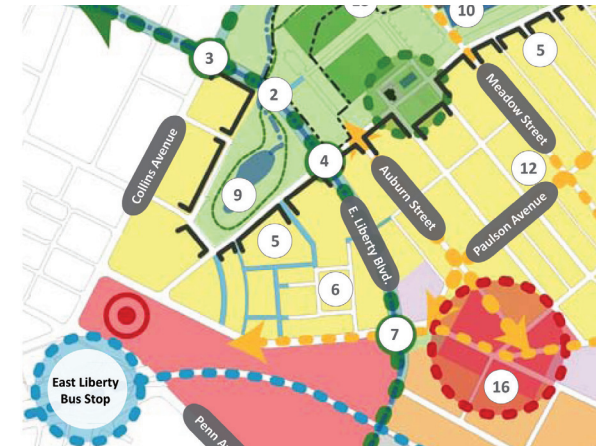 10
3
5
2
Meadow Street
Collins Avenue
4
12
9
Auburn Street
Paulson Avenue
E. Liberty Blvd.
5
6
7
East Liberty
Bus Stop
16
Penn A